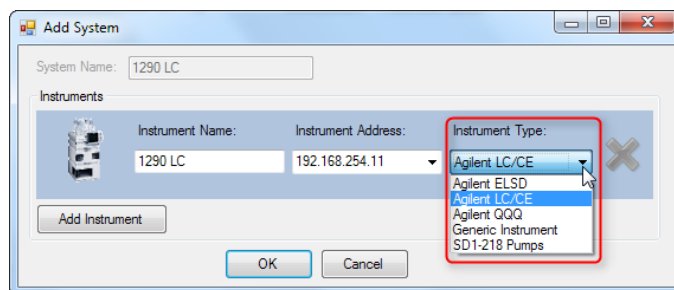 Add System
System Name: 1290 LC
Instruments
Instrument Name: Instrument Address: Instrument Type:
1290 LC 192.168.254.11 Agilent LC/CE
Agilent ELSD
Agilent LC/CE
Agilent QQQ
Generic Instrument
SD1-218 Pumps
Add Instrument
OK Cancel